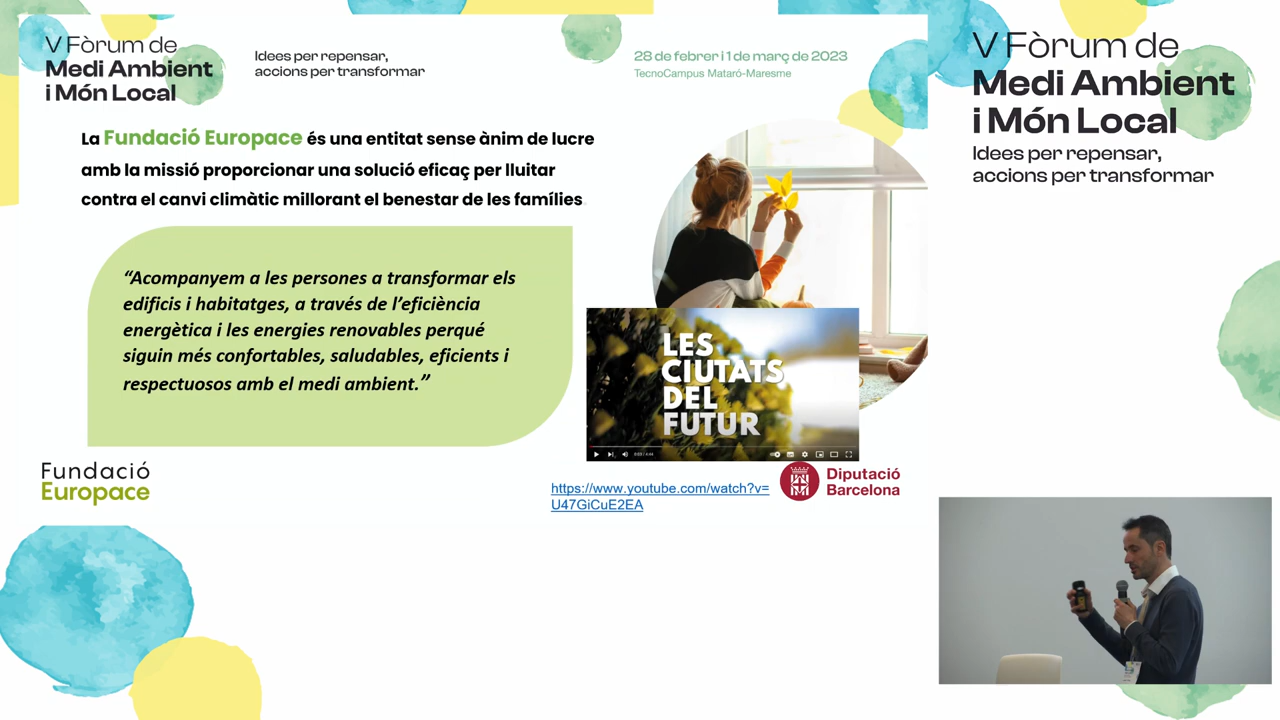 V Fòrum de
Medi Ambient
i Món Local
Idees per repensar,
accions per transformar
28 de febrer i 1 de març de 2023
TecnoCampus Mataró-Maresme
La Fundació Europace és una entitat sense ànim de lucre
amb la missió proporcionar una solució eficaç per lluitar
contra el canvi climàtic millorant el benestar de les famílies
“Acompanyem a les persones a transformar els
edificis i habitatges, a través de l’eficiència
energètica i les energies renovables perqué
siguin més confortables, saludables, eficients i
respectuosos amb el medi ambient.”
LES
CIUTATS
DEL
FUTUR
Fundació
Europace
https://www.youtube.com/watch?v=
U47GiCuE2EA
Diputació
Barcelona
V Fòrum de
Medi Ambient
i Món Local
Idees per repensar,
accions per transformar